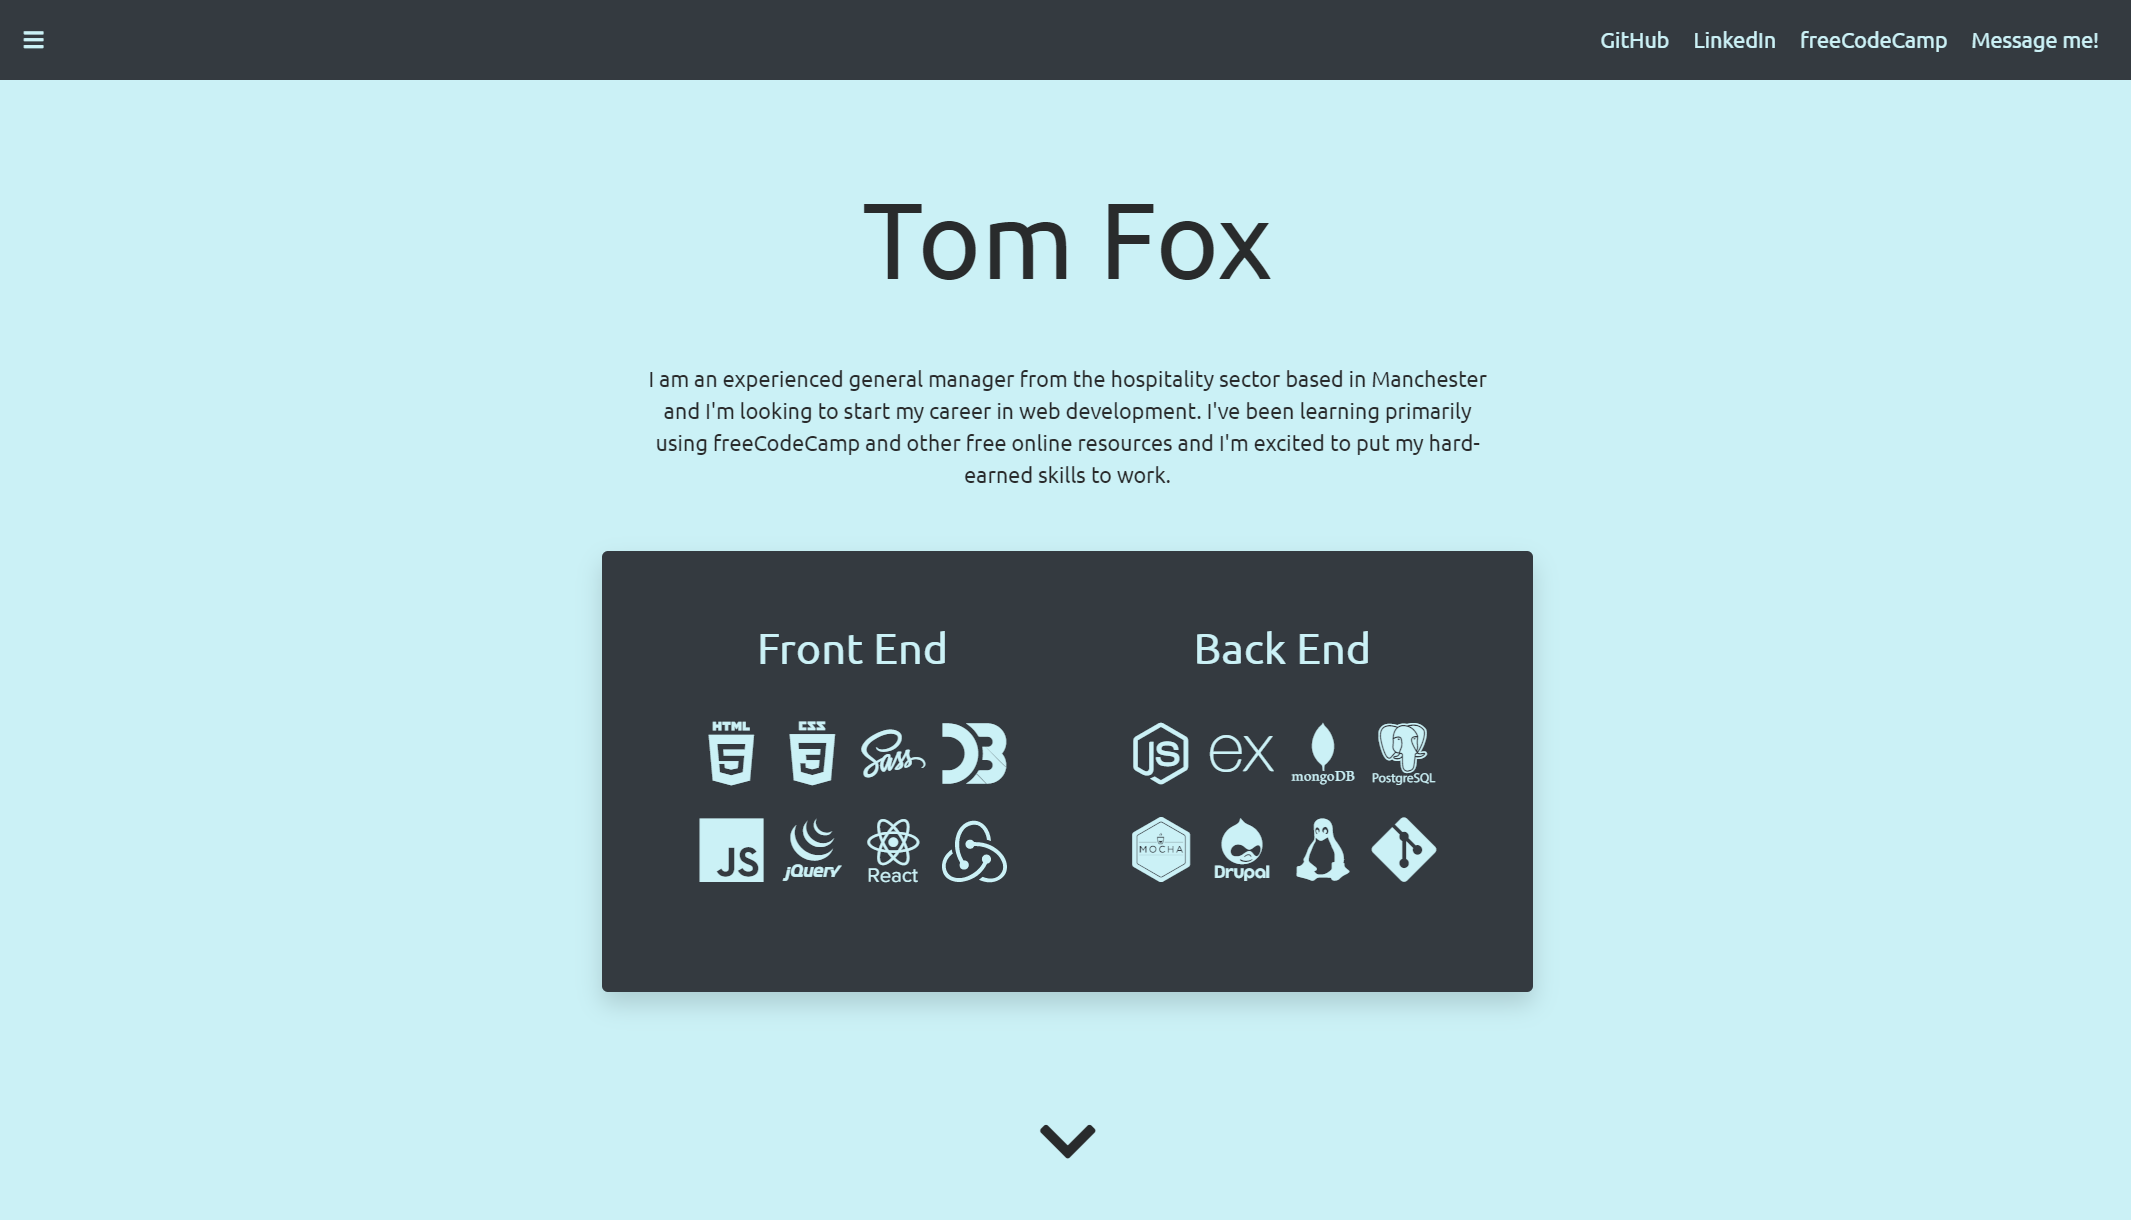 GitHub LinkedIn freeCodeCamp Message me!
Tom Fox
I am an experienced general manager from the hospitality sector based in Manchester
and I'm looking to start my career in web development. I've been learning primarily
using freeCodeCamp and other free online resources and I'm excited to put my hard-
earned skills to work.
Front End
HTML 5 CSS 3 Sass D3
JS jQuery React
Back End
JS ex mongoDB PostgreSQL
MOCHA Drupal